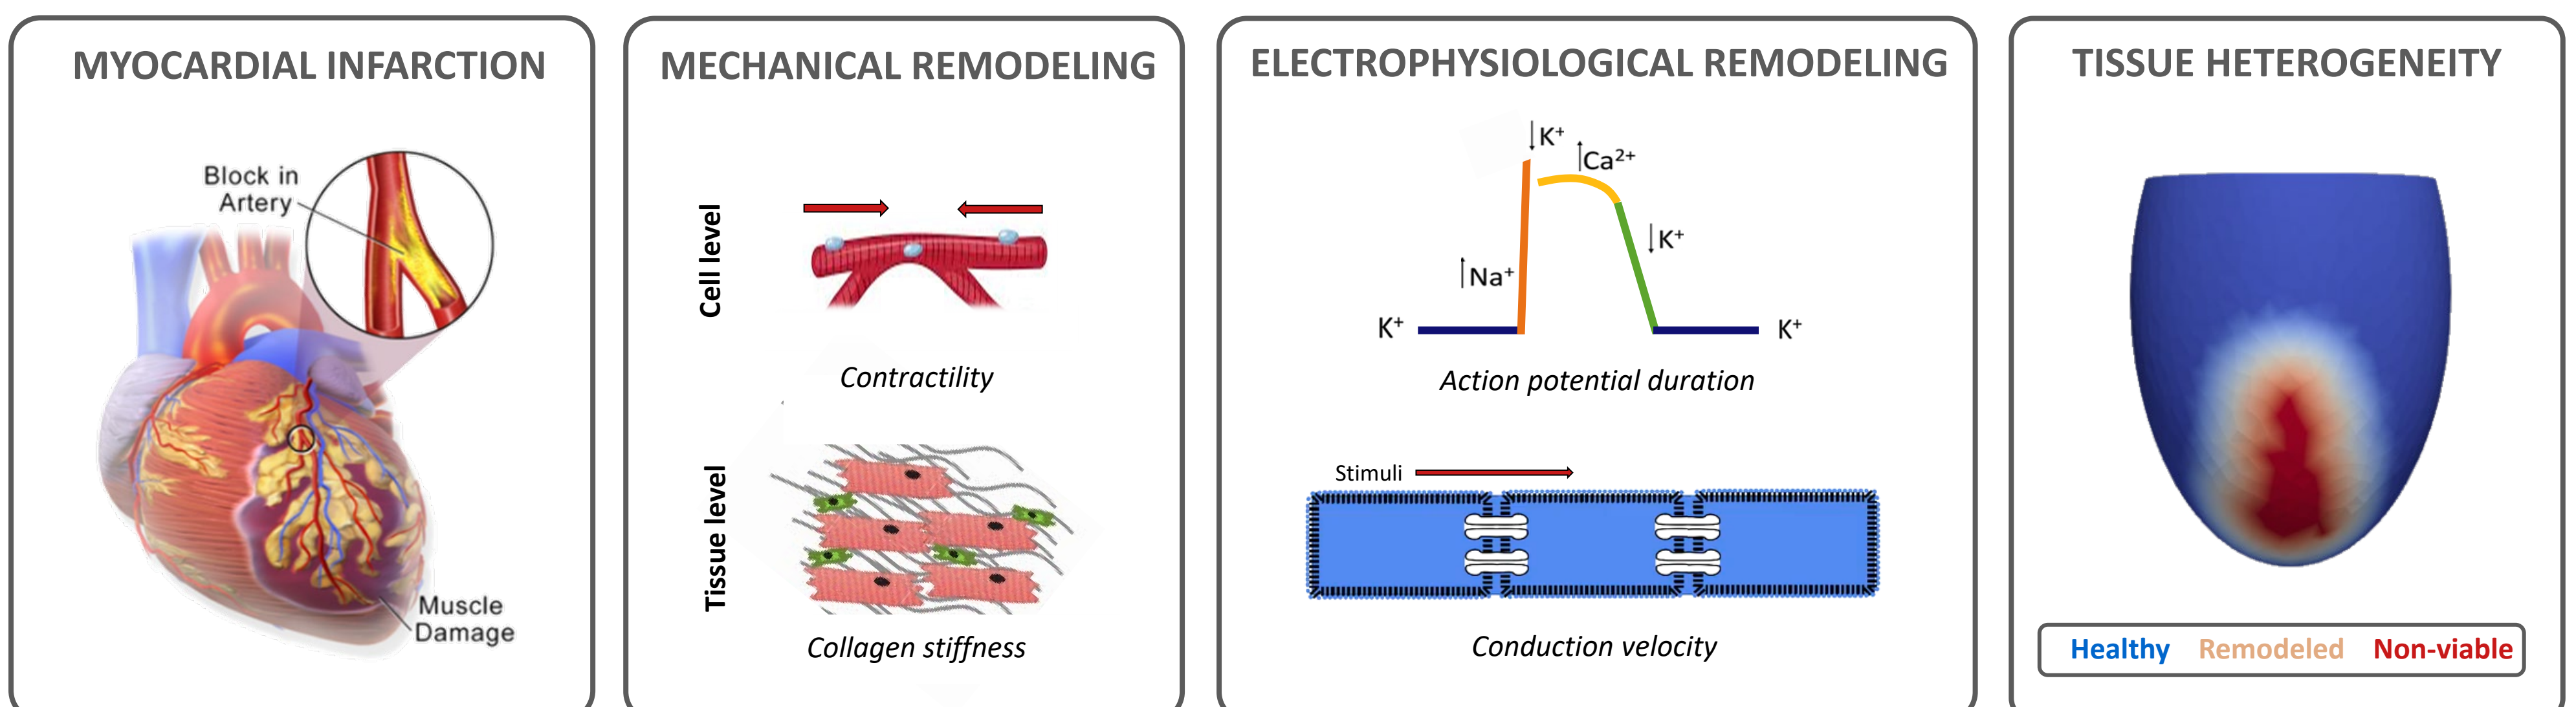 MYOCARDIAL INFARCTION
Block in
Artery
Muscle
Damage
MECHANICAL REMODELING
Cell level
Contractility
Tissue level
Collagen stiffness
ELECTROPHYSIOLOGICAL REMODELING
↓K⁺
↑Ca²⁺
↓K⁺
↑Na⁺
K⁺
K⁺
Action potential duration
Stimuli
Conduction velocity
TISSUE HETEROGENEITY
Healthy Remodeled Non-viable